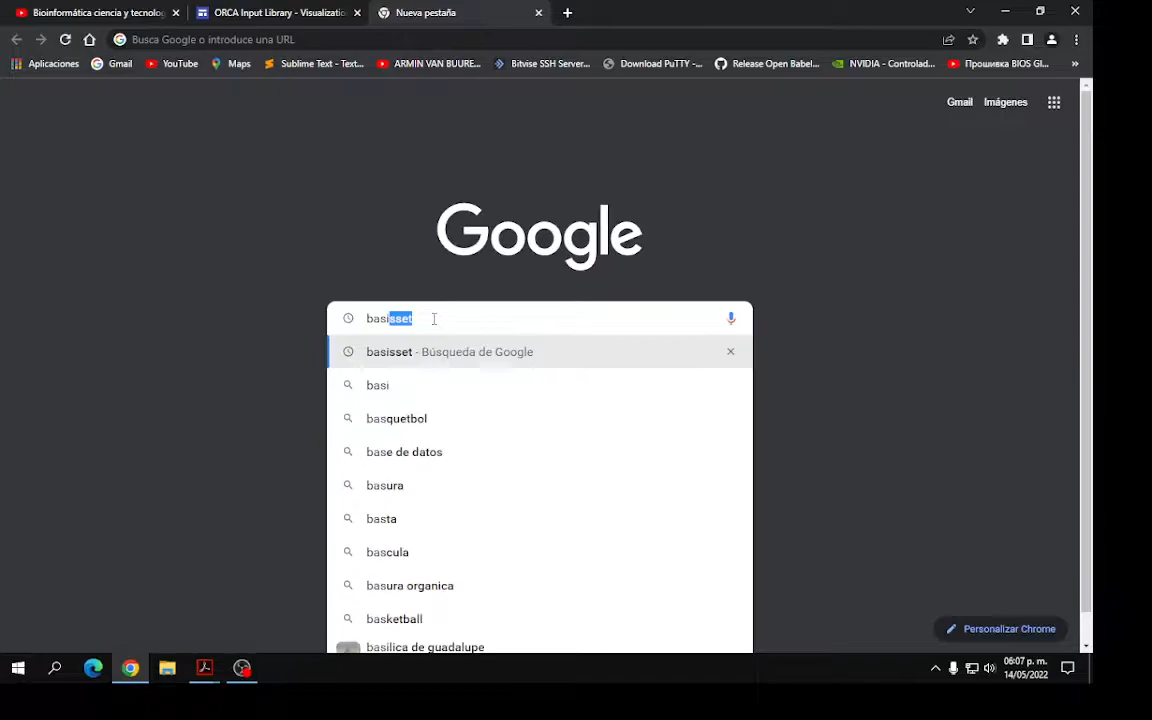 Bioinformática ciencia y tecnolog
ORCA Input Library - Visualizatio
Nueva pestaña
Busca Google o introduce una URL
Aplicaciones
Gmail
YouTube
Maps
Sublime Text - Text...
ARMIN VAN BUURE...
Bitvise SSH Server...
Download PuTTY -...
Release Open Babel...
NVIDIA - Controlad...
Прошивка BIOS GI...
»
Gmail
Imágenes
Google
basisset
basisset - Búsqueda de Google
basi
basquetbol
base de datos
basura
basta
bascula
basura organica
basketball
basilica de guadalupe
Personalizar Chrome
06:07 p. m.
14/05/2022